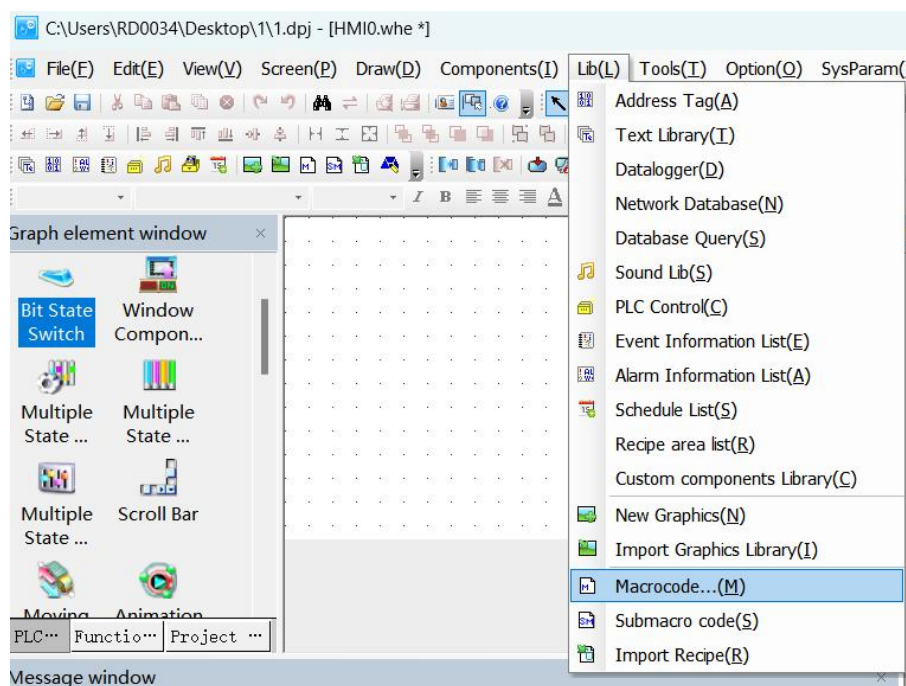 C:\Users\RD0034\Desktop\1\1.dpj - [HMI0.whe *]
File(F) Edit(E) View(V) Screen(P) Draw(D) Components(I) Lib(L) Tools(T) Option(O) SysParam(
Address Tag(A)
Text Library(T)
Datalogger(D)
Network Database(N)
Database Query(S)
Sound Lib(S)
PLC Control(C)
Event Information List(E)
Alarm Information List(A)
Schedule List(S)
Recipe area list(R)
Custom components Library(C)
New Graphics(N)
Import Graphics Library(I)
Macrocode...(M)
Submacro code(S)
Import Recipe(R)
I B A
Graph element window
Bit State
Switch
Window
Compon...
Multiple
State ...
Multiple
State ...
Multiple
State ...
Scroll Bar
Moving
Animation
PLC… Functio… Project …
Message window